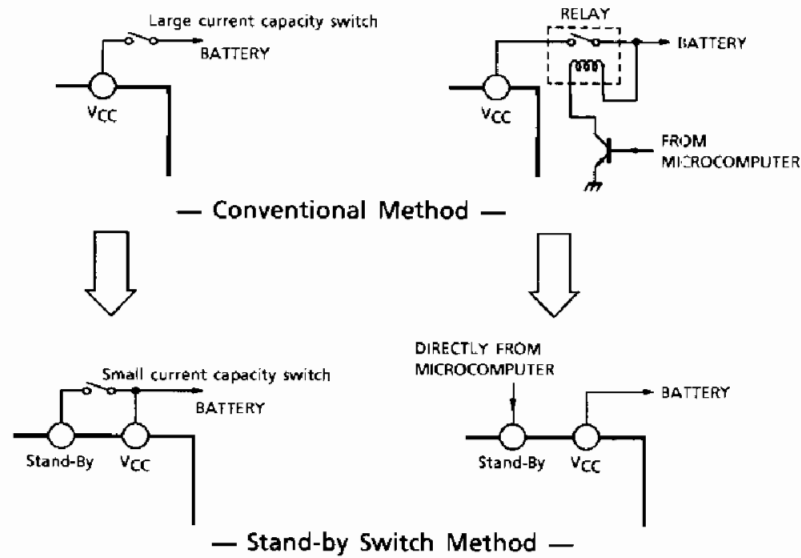 Large current capacity switch
BATTERY
VCC
RELAY
BATTERY
VCC
FROM
MICROCOMPUTER
— Conventional Method —
Small current capacity switch
BATTERY
Stand-By
VCC
DIRECTLY FROM
MICROCOMPUTER
BATTERY
Stand-By
VCC
— Stand-by Switch Method —